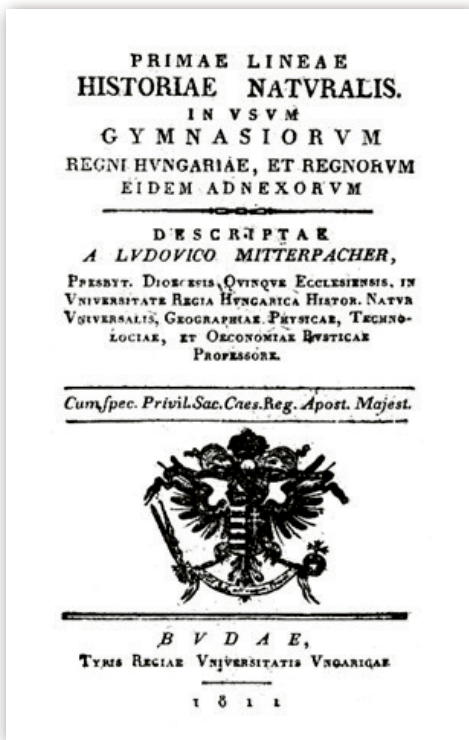 PRIMAE LINEAE
HISTORIAE NATVRALIS.
IN VSVM
GYMNASIORVM
REGNI HVNGARIAE, ET REGNORVM
EIDEM ADNEXORVM
DESCRIPTAE
A LVDOVICO MITTERPACHER,
PRESBYT. DIOECESIS QVINQVE ECCLESIENSIS, IN
VNIVERSITATE REGIA HVNGARICA HISTOR. NATVR
VNIVERSALIS, GEOGRAPHIAE PHYSICAE, TECHNO-
LOGIAE, ET OECONOMIAE RVSTICAE
PROFESSORE.
Cum spec. Privil. Sac. Caes. Reg. Apost. Majest.
BVDAE,
TYPIS REGIAE VNIVERSITATIS VNGARICAE
1811